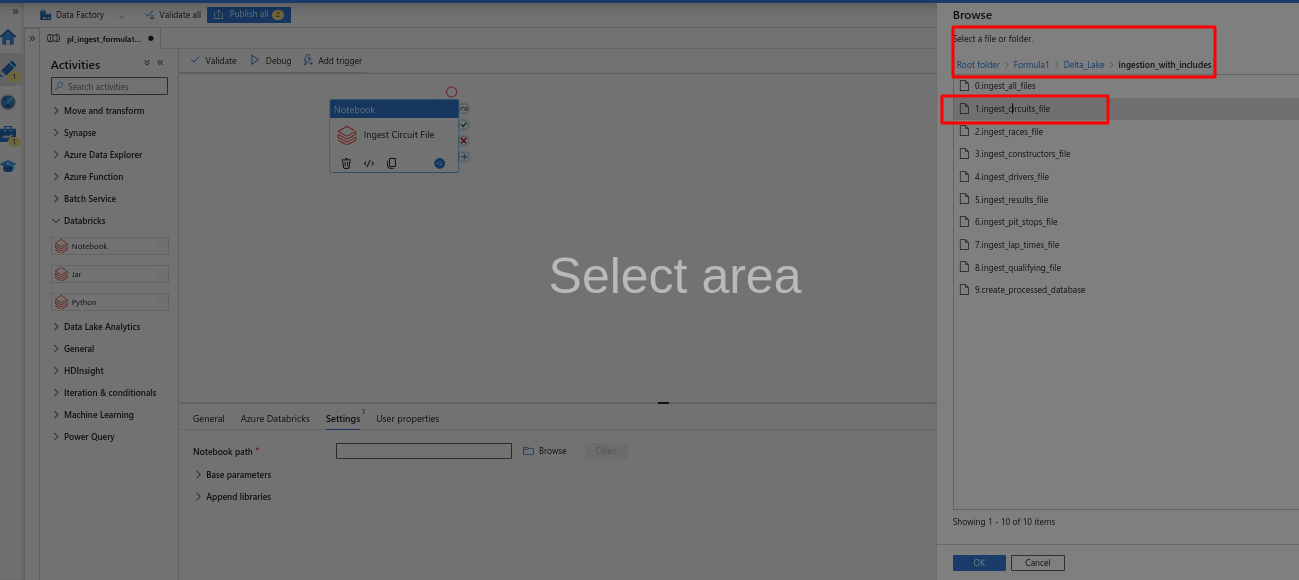 Data Factory
Validate all
Publish all 2
pl_ingest_formula1...
Validate
Debug
Add trigger
Activities
Search activities
Move and transform
Synapse
Azure Data Explorer
Azure Function
Batch Service
Databricks
Notebook
Jar
Python
Data Lake Analytics
General
HDInsight
Iteration & conditionals
Machine Learning
Power Query
1
1
Notebook
Ingest Circuit File
Select area
General
Azure Databricks
Settings 1
User properties
Notebook path *
Browse
Open
Base parameters
Append libraries
Browse
Select a file or folder.
Root folder > Formula1 > Delta_Lake > ingestion_with_includes
0.ingest_all_files
1.ingest_circuits_file
2.ingest_races_file
3.ingest_constructors_file
4.ingest_drivers_file
5.ingest_results_file
6.ingest_pit_stops_file
7.ingest_lap_times_file
8.ingest_qualifying_file
9.create_processed_database
Showing 1 - 10 of 10 items
OK
Cancel